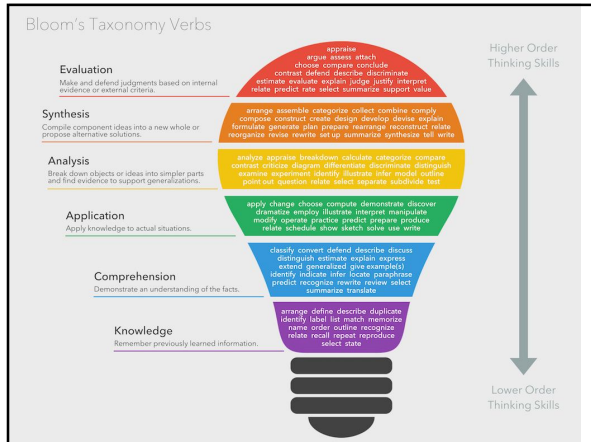 Bloom's Taxonomy Verbs
Higher Order
Thinking Skills
Evaluation
Make and defend judgments based on internal
evidence or external criteria.
appraise
argue assess attach
choose compare conclude
contrast defend describe discriminate
estimate evaluate explain judge justify interpret
relate predict rate select summarize support value
Synthesis
Compile component ideas into a new whole or
propose alternative solutions.
arrange assemble categorize collect combine comply
compose construct create design develop devise explain
formulate generate plan prepare rearrange reconstruct relate
reorganize revise rewrite set up summarize synthesize tell write
Analysis
Break down objects or ideas into simpler parts
and find evidence to support generalizations.
analyze appraise breakdown calculate categorize compare
contrast criticize diagram differentiate discriminate distinguish
examine experiment identify illustrate infer model outline
point out question relate select separate subdivide test
Application
Apply knowledge to actual situations.
apply change choose compute demonstrate discover
dramatize employ illustrate interpret manipulate
modify operate practice predict prepare produce
relate schedule show sketch solve use write
Comprehension
Demonstrate an understanding of the facts.
classify convert defend describe discuss
distinguish estimate explain express
extend generalized give example(s)
identify indicate infer locate paraphrase
predict recognize rewrite review select
summarize translate
Knowledge
Remember previously learned information.
arrange define describe duplicate
identify label list match memorize
name order outline recognize
relate recall repeat reproduce
select state
Lower Order
Thinking Skills